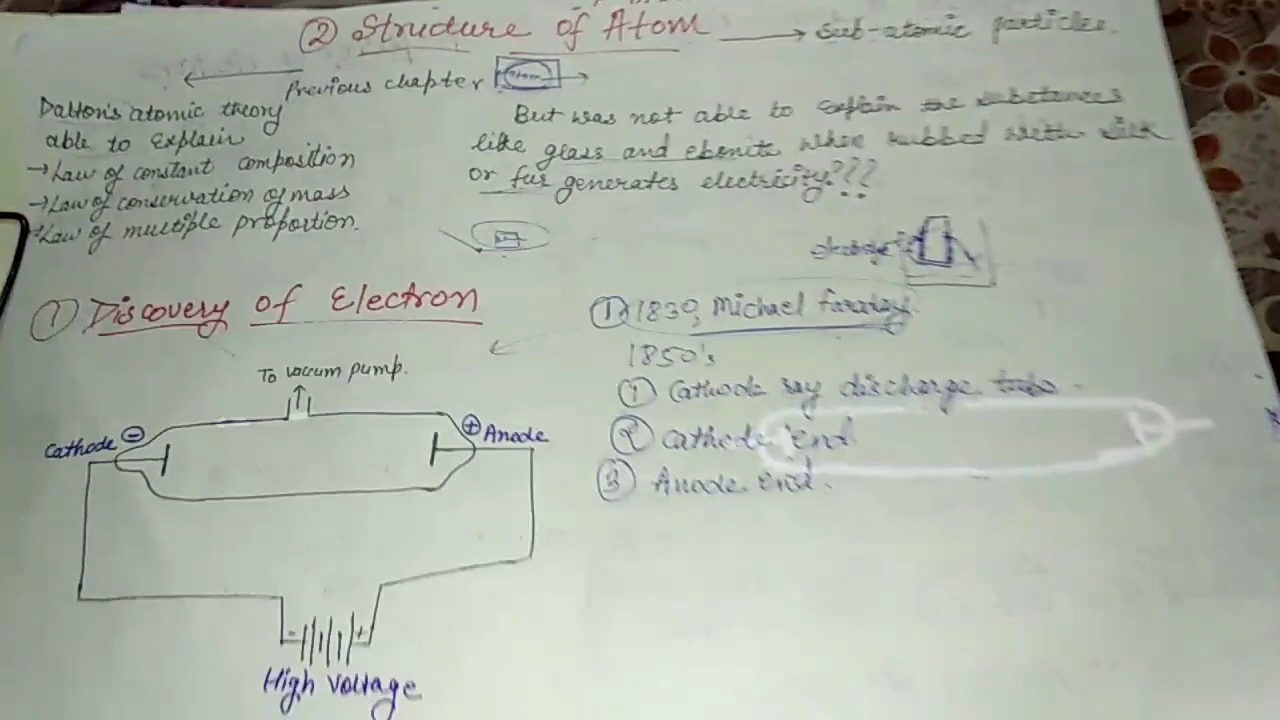 ② Structure of Atom → Sub-atomic particles.
Previous chapter Atom
Dalton's atomic theory
able to Explain
→ Law of constant composition
→ Law of conservation of mass
→ Law of multiple proportion.
But was not able to explain the substances
like glass and ebonite when rubbed with silk
or fur generates electricity???
① Discovery of Electron
To vaccum pump.
Cathode ⊖
⊕ Anode
- +
High voltage
1) 1830, Michael Faraday
1850's
① Cathode ray discharge tube.
② Cathode end.
③ Anode end.